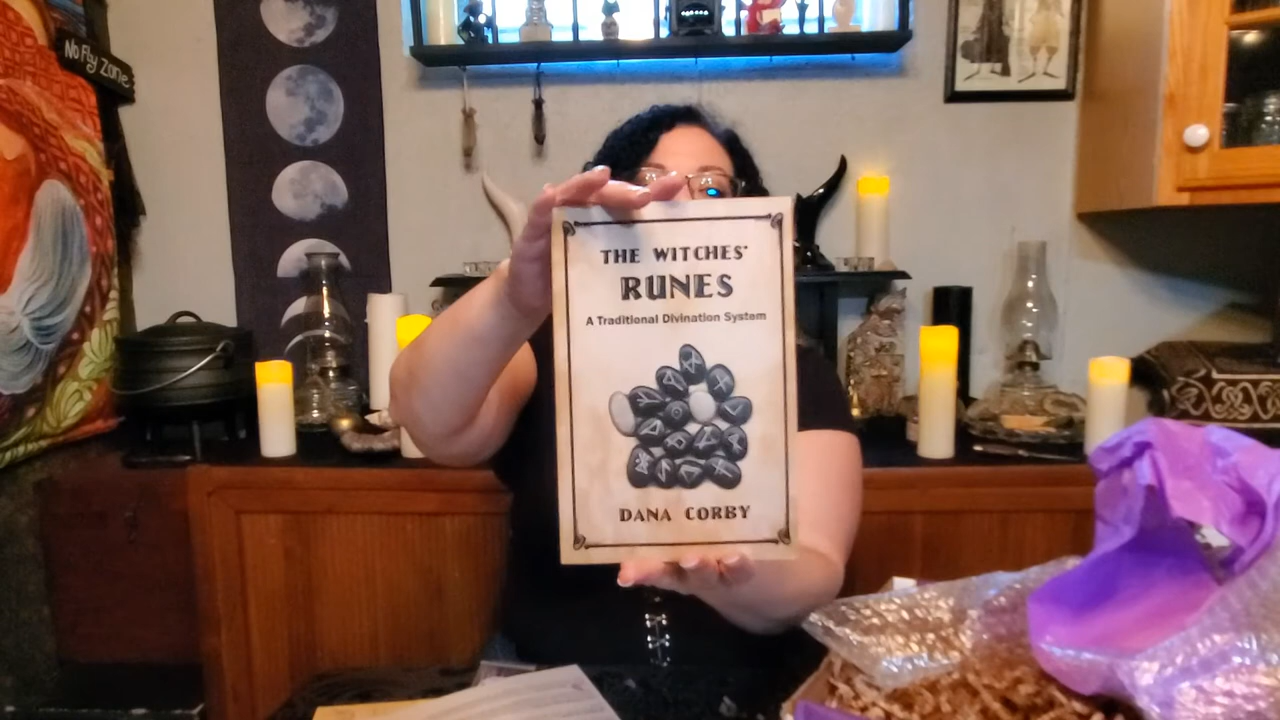 No Fly Zone
THE WITCHES'
RUNES
A Traditional Divination System
DANA CORBY